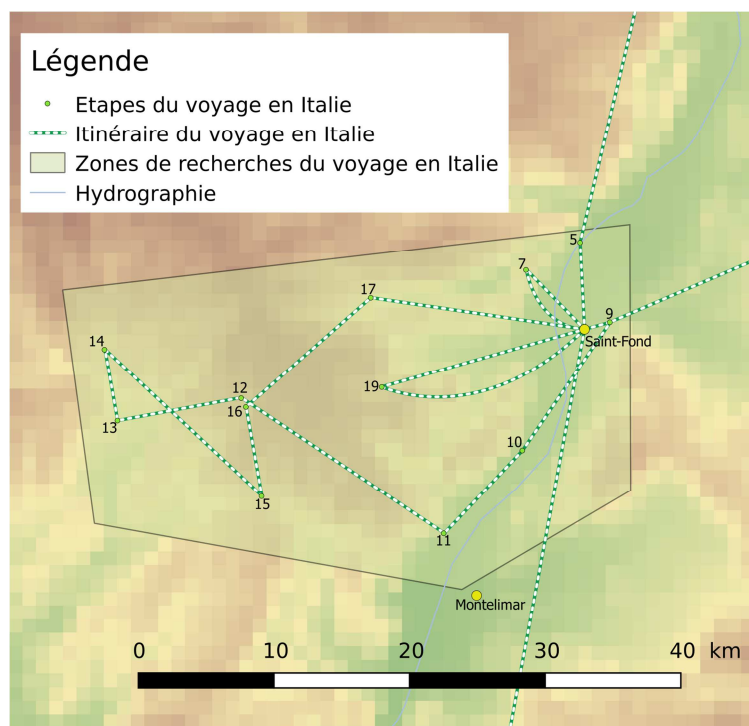 Légende
Etapes du voyage en Italie
Itinéraire du voyage en Italie
Zones de recherches du voyage en Italie
Hydrographie
5
7
17
9
Saint-Fond
14
19
12
16
13
10
15
11
Montelimar
0 10 20 30 40 km